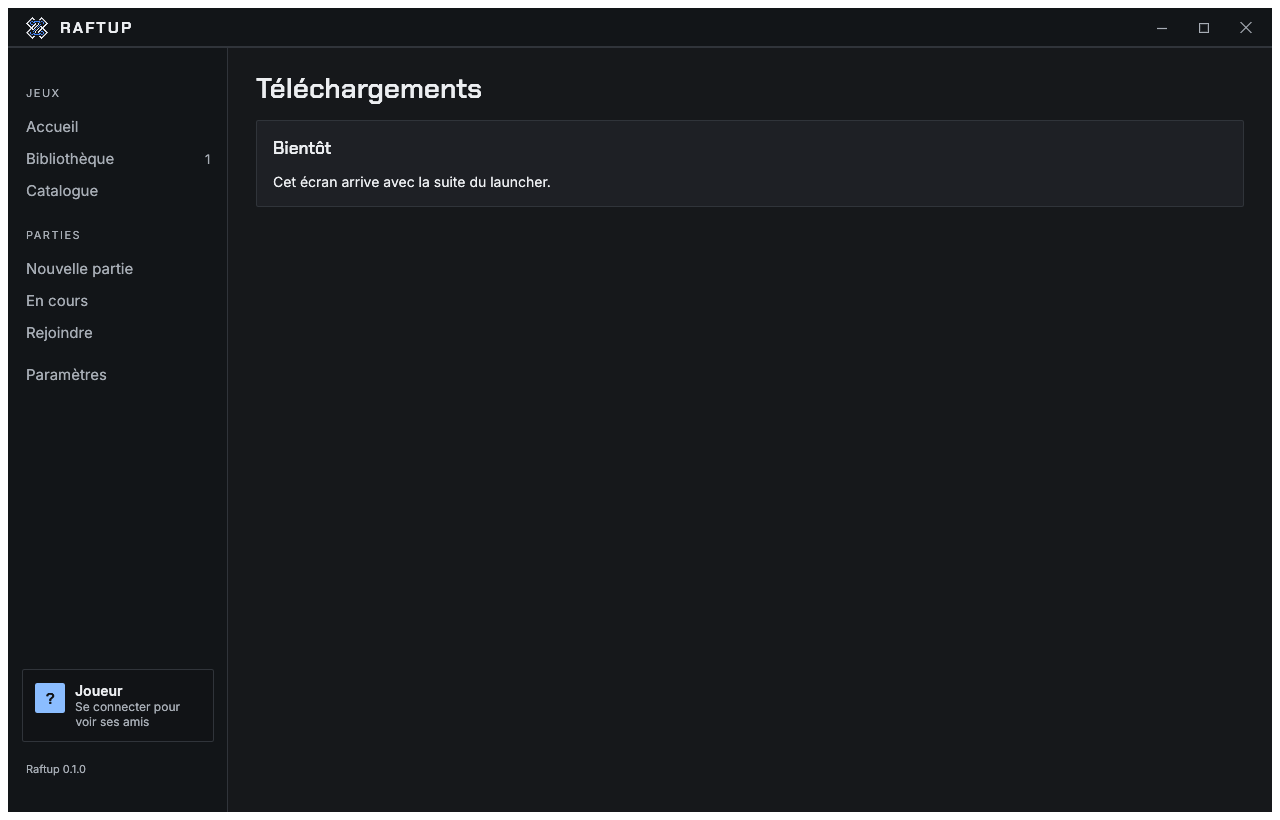 RAFTUP
JEUX
Accueil
Bibliothèque 1
Catalogue
PARTIES
Nouvelle partie
En cours
Rejoindre
Paramètres
?
Joueur
Se connecter pour
voir ses amis
Raftup 0.1.0
Téléchargements
Bientôt
Cet écran arrive avec la suite du launcher.